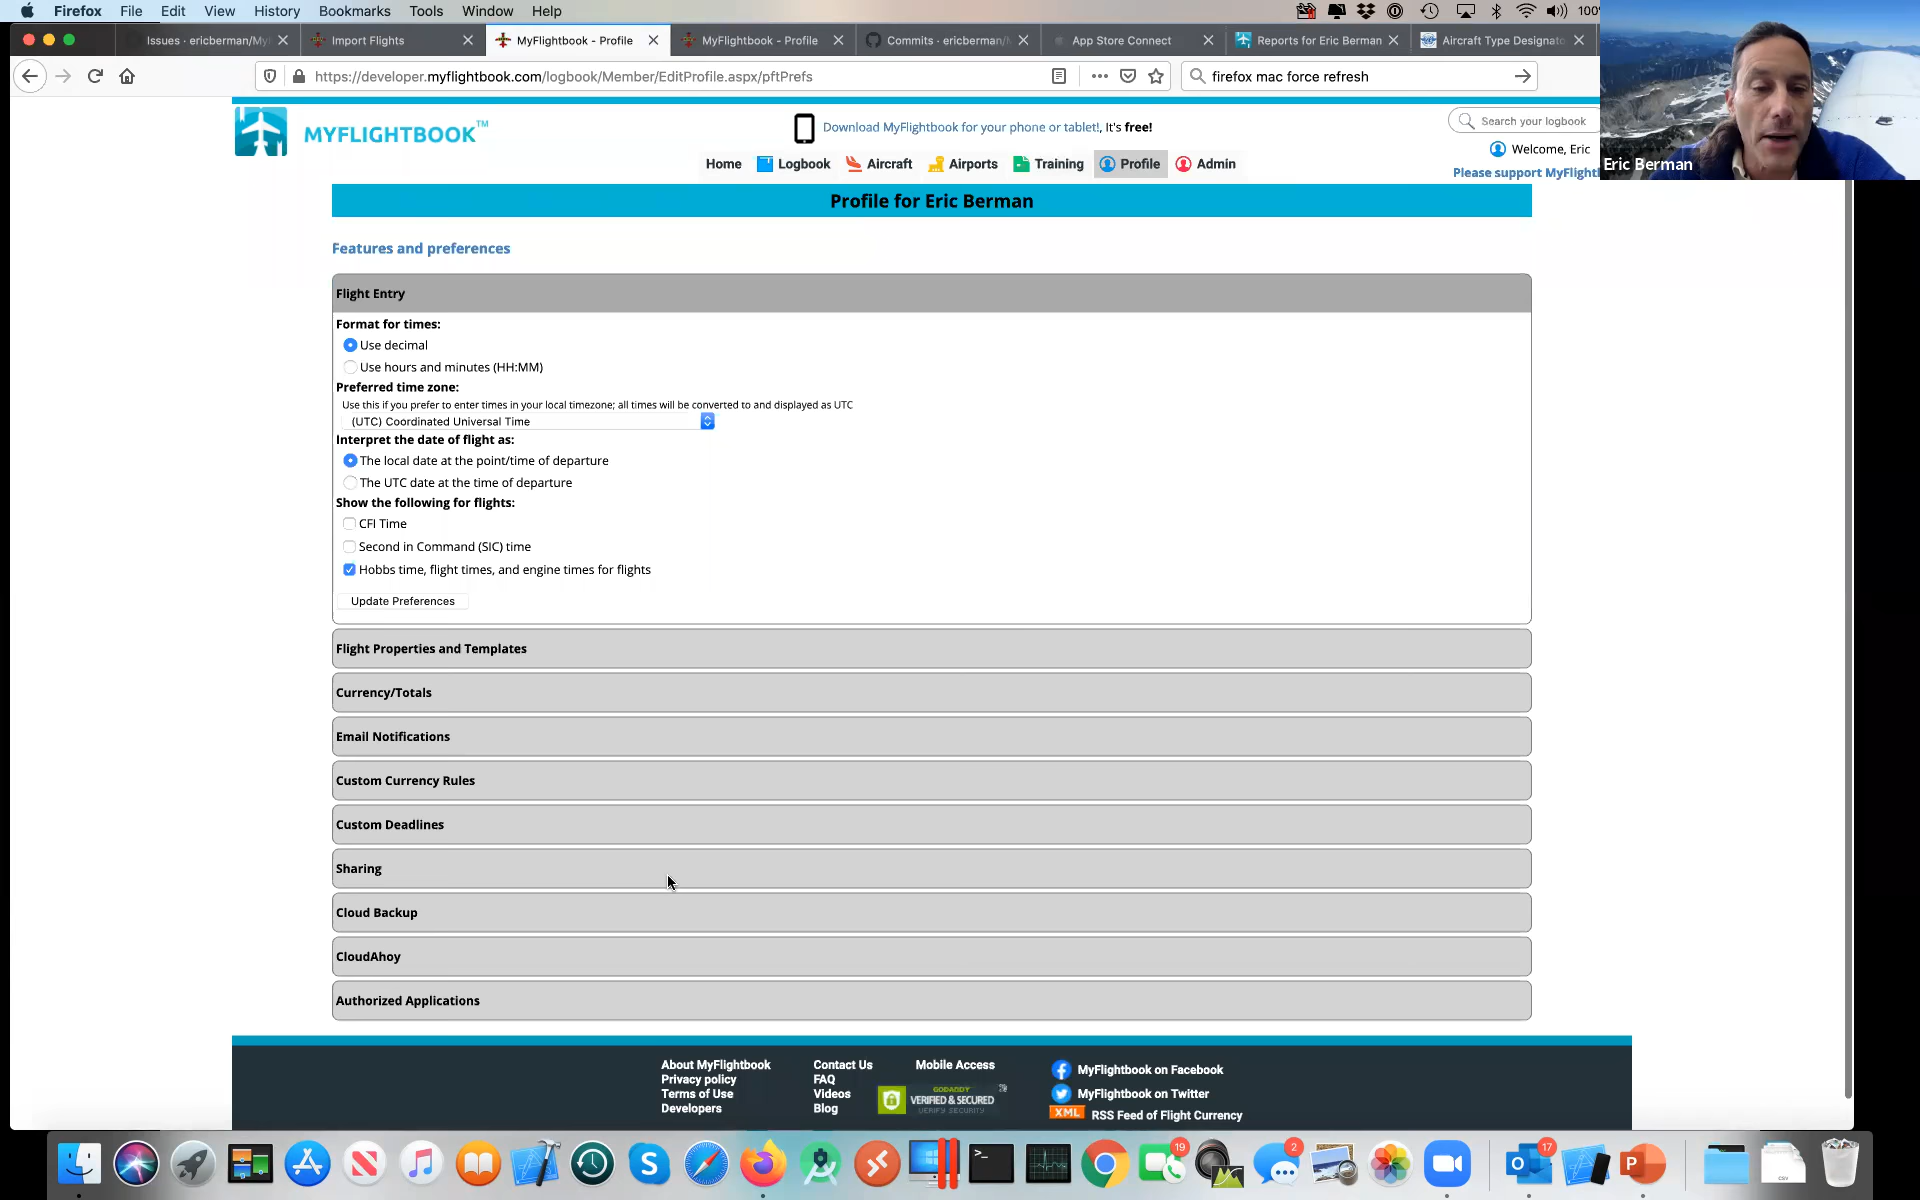 Firefox File Edit View History Bookmarks Tools Window Help 100
Issues · ericberman/My
Import Flights
MyFlightbook - Profile
MyFlightbook - Profile
Commits · ericberman/
App Store Connect
Reports for Eric Berman
Aircraft Type Designato
https://developer.myflightbook.com/logbook/Member/EditProfile.aspx/pftPrefs
firefox mac force refresh
MYFLIGHTBOOK™
Download MyFlightbook for your phone or tablet!, It's free!
Search your logbook
Welcome, Eric
Please support MyFlight
Eric Berman
Home Logbook Aircraft Airports Training Profile Admin
Profile for Eric Berman
Features and preferences
Flight Entry
Format for times:
Use decimal
Use hours and minutes (HH:MM)
Preferred time zone:
Use this if you prefer to enter times in your local timezone; all times will be converted to and displayed as UTC
(UTC) Coordinated Universal Time
Interpret the date of flight as:
The local date at the point/time of departure
The UTC date at the time of departure
Show the following for flights:
CFI Time
Second in Command (SIC) time
Hobbs time, flight times, and engine times for flights
Update Preferences
Flight Properties and Templates
Currency/Totals
Email Notifications
Custom Currency Rules
Custom Deadlines
Sharing
Cloud Backup
CloudAhoy
Authorized Applications
About MyFlightbook
Privacy policy
Terms of Use
Developers
Contact Us
FAQ
Videos
Blog
Mobile Access
GODADDY
VERIFIED & SECURED
VERIFY SECURITY
MyFlightbook on Facebook
MyFlightbook on Twitter
XML RSS Feed of Flight Currency
19
2
17